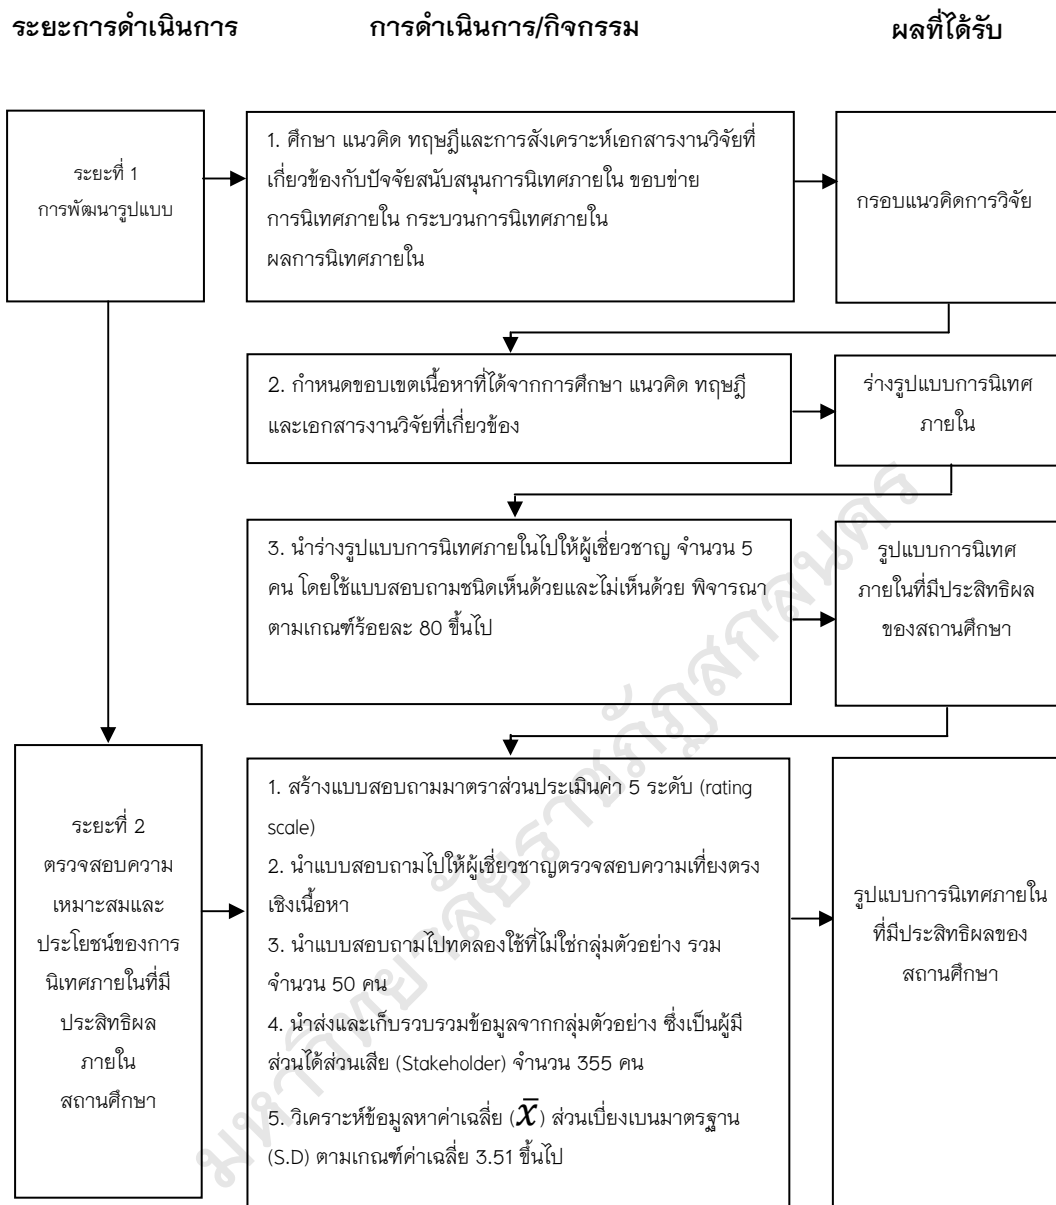 ระยะการดำเนินการ
การดำเนินการ/กิจกรรม
ผลที่ได้รับ
ระยะที่ 1
การพัฒนารูปแบบ
1. ศึกษา แนวคิด ทฤษฎีและการสังเคราะห์เอกสารงานวิจัยที่
เกี่ยวข้องกับปัจจัยสนับสนุนการนิเทศภายใน ขอบข่าย
การนิเทศภายใน กระบวนการนิเทศภายใน
ผลการนิเทศภายใน
กรอบแนวคิดการวิจัย
2. กำหนดขอบเขตเนื้อหาที่ได้จากการศึกษา แนวคิด ทฤษฎี
และเอกสารงานวิจัยที่เกี่ยวข้อง
ร่างรูปแบบการนิเทศ
ภายใน
3. นำร่างรูปแบบการนิเทศภายในไปให้ผู้เชี่ยวชาญ จำนวน 5
คน โดยใช้แบบสอบถามชนิดเห็นด้วยและไม่เห็นด้วย พิจารณา
ตามเกณฑ์ร้อยละ 80 ขึ้นไป
รูปแบบการนิเทศ
ภายในที่มีประสิทธิผล
ของสถานศึกษา
ระยะที่ 2
ตรวจสอบความ
เหมาะสมและ
ประโยชน์ของการ
นิเทศภายในที่มี
ประสิทธิผล
ภายใน
สถานศึกษา
1. สร้างแบบสอบถามมาตราส่วนประเมินค่า 5 ระดับ (rating
scale)
2. นำแบบสอบถามไปให้ผู้เชี่ยวชาญตรวจสอบความเที่ยงตรง
เชิงเนื้อหา
3. นำแบบสอบถามไปทดลองใช้ที่ไม่ใช่กลุ่มตัวอย่าง รวม
จำนวน 50 คน
4. นำส่งและเก็บรวบรวมข้อมูลจากกลุ่มตัวอย่าง ซึ่งเป็นผู้มี
ส่วนได้ส่วนเสีย (Stakeholder) จำนวน 355 คน
5. วิเคราะห์ข้อมูลหาค่าเฉลี่ย (x̄) ส่วนเบี่ยงเบนมาตรฐาน
(S.D) ตามเกณฑ์ค่าเฉลี่ย 3.51 ขึ้นไป
รูปแบบการนิเทศภายใน
ที่มีประสิทธิผลของ
สถานศึกษา
มหาวิทยาลัยราชภัฏสกลนคร